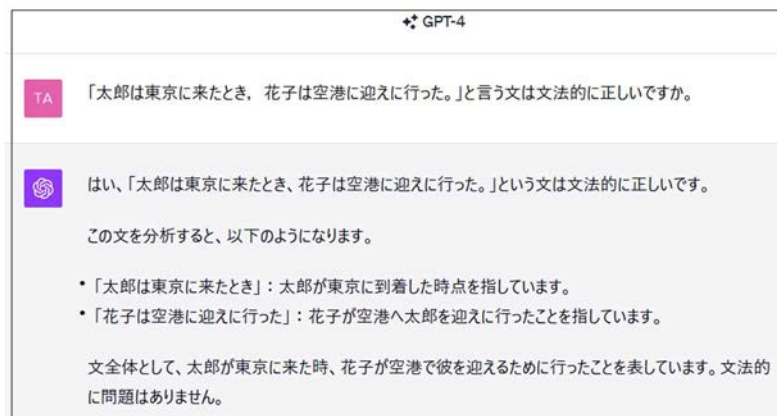 GPT-4
TA
「太郎は東京に来たとき，花子は空港に迎えに行った。」と言う文は文法的に正しいですか。
はい、「太郎は東京に来たとき、花子は空港に迎えに行った。」という文は文法的に正しいです。
この文を分析すると、以下のようになります。
• 「太郎は東京に来たとき」：太郎が東京に到着した時点を指しています。
• 「花子は空港に迎えに行った」：花子が空港へ太郎を迎えに行ったことを指しています。
文全体として、太郎が東京に来た時、花子が空港で彼を迎えるために行ったことを表しています。文法的
に問題はありません。